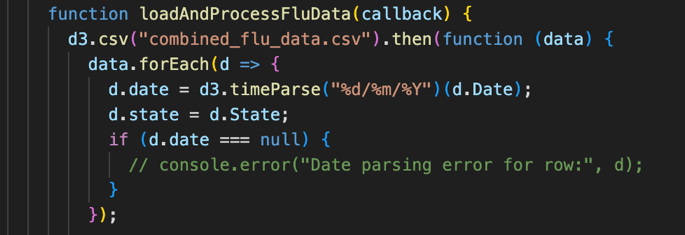 function loadAndProcessFluData(callback) {
d3.csv("combined_flu_data.csv").then(function (data) {
data.forEach(d => {
d.date = d3.timeParse("%d/%m/%Y")(d.Date);
d.state = d.State;
if (d.date === null) {
// console.error("Date parsing error for row:", d);
}
});